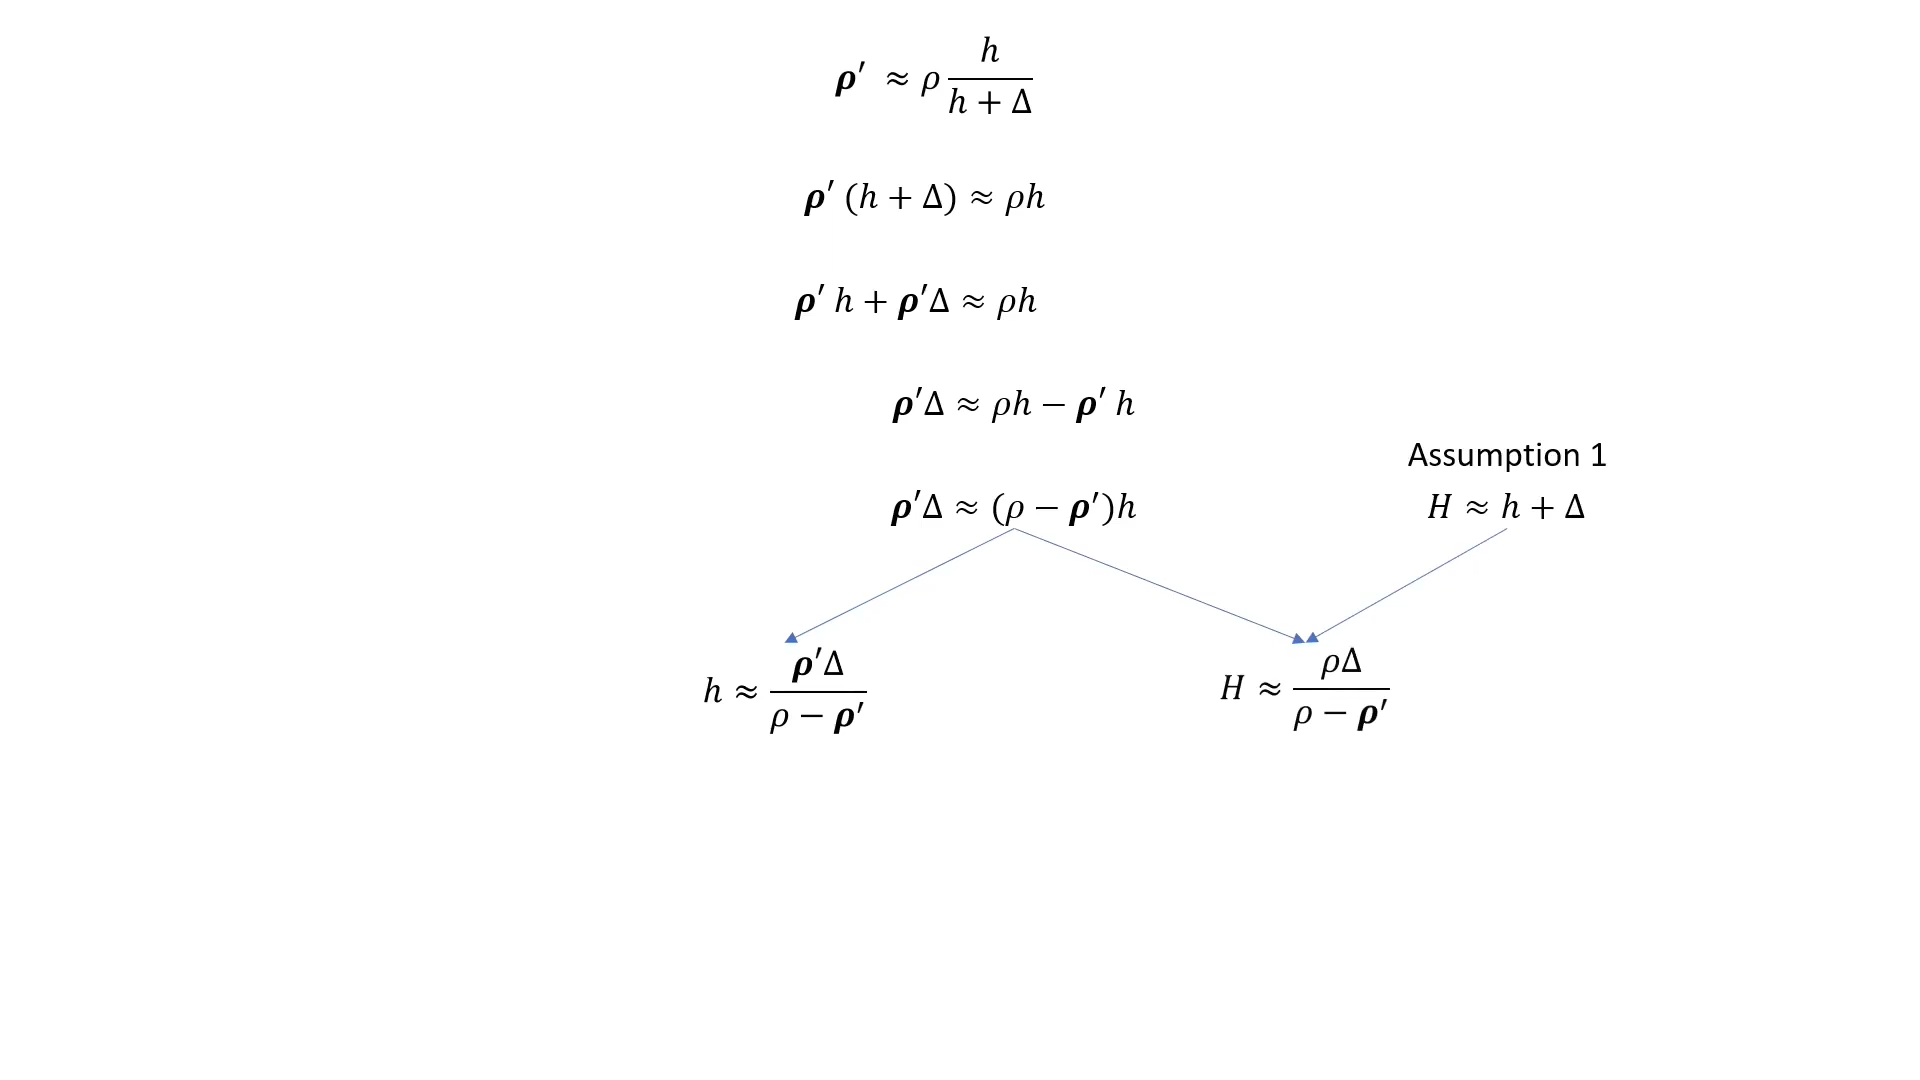 𝝆′ ≈ ρ h / (h + Δ)
𝝆′ (h + Δ) ≈ ρh
𝝆′ h + 𝝆′Δ ≈ ρh
𝝆′Δ ≈ ρh − 𝝆′ h
Assumption 1
𝝆′Δ ≈ (ρ − 𝝆′)h
H ≈ h + Δ
h ≈ 𝝆′Δ / (ρ − 𝝆′)
H ≈ ρΔ / (ρ − 𝝆′)